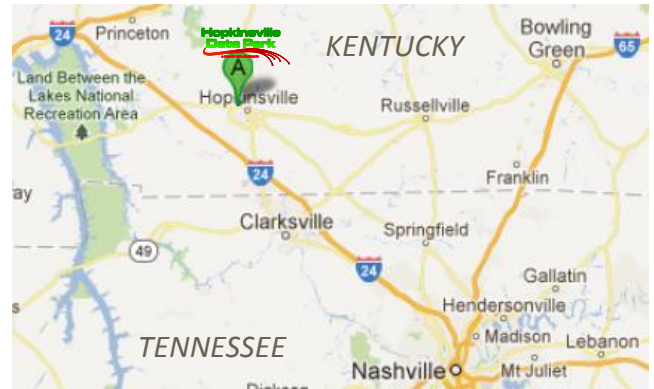 24
Princeton
Hopkinsville
Data Park
KENTUCKY
Bowling
Green
65
A
Land Between the
Lakes National
Recreation Area
Hopkinsville
Russellville
24
Franklin
ay
Clarksville
Springfield
49
24
Gallatin
s
Hendersonville
Madison
Lebanon
TENNESSEE
Nashville
Mt Juliet